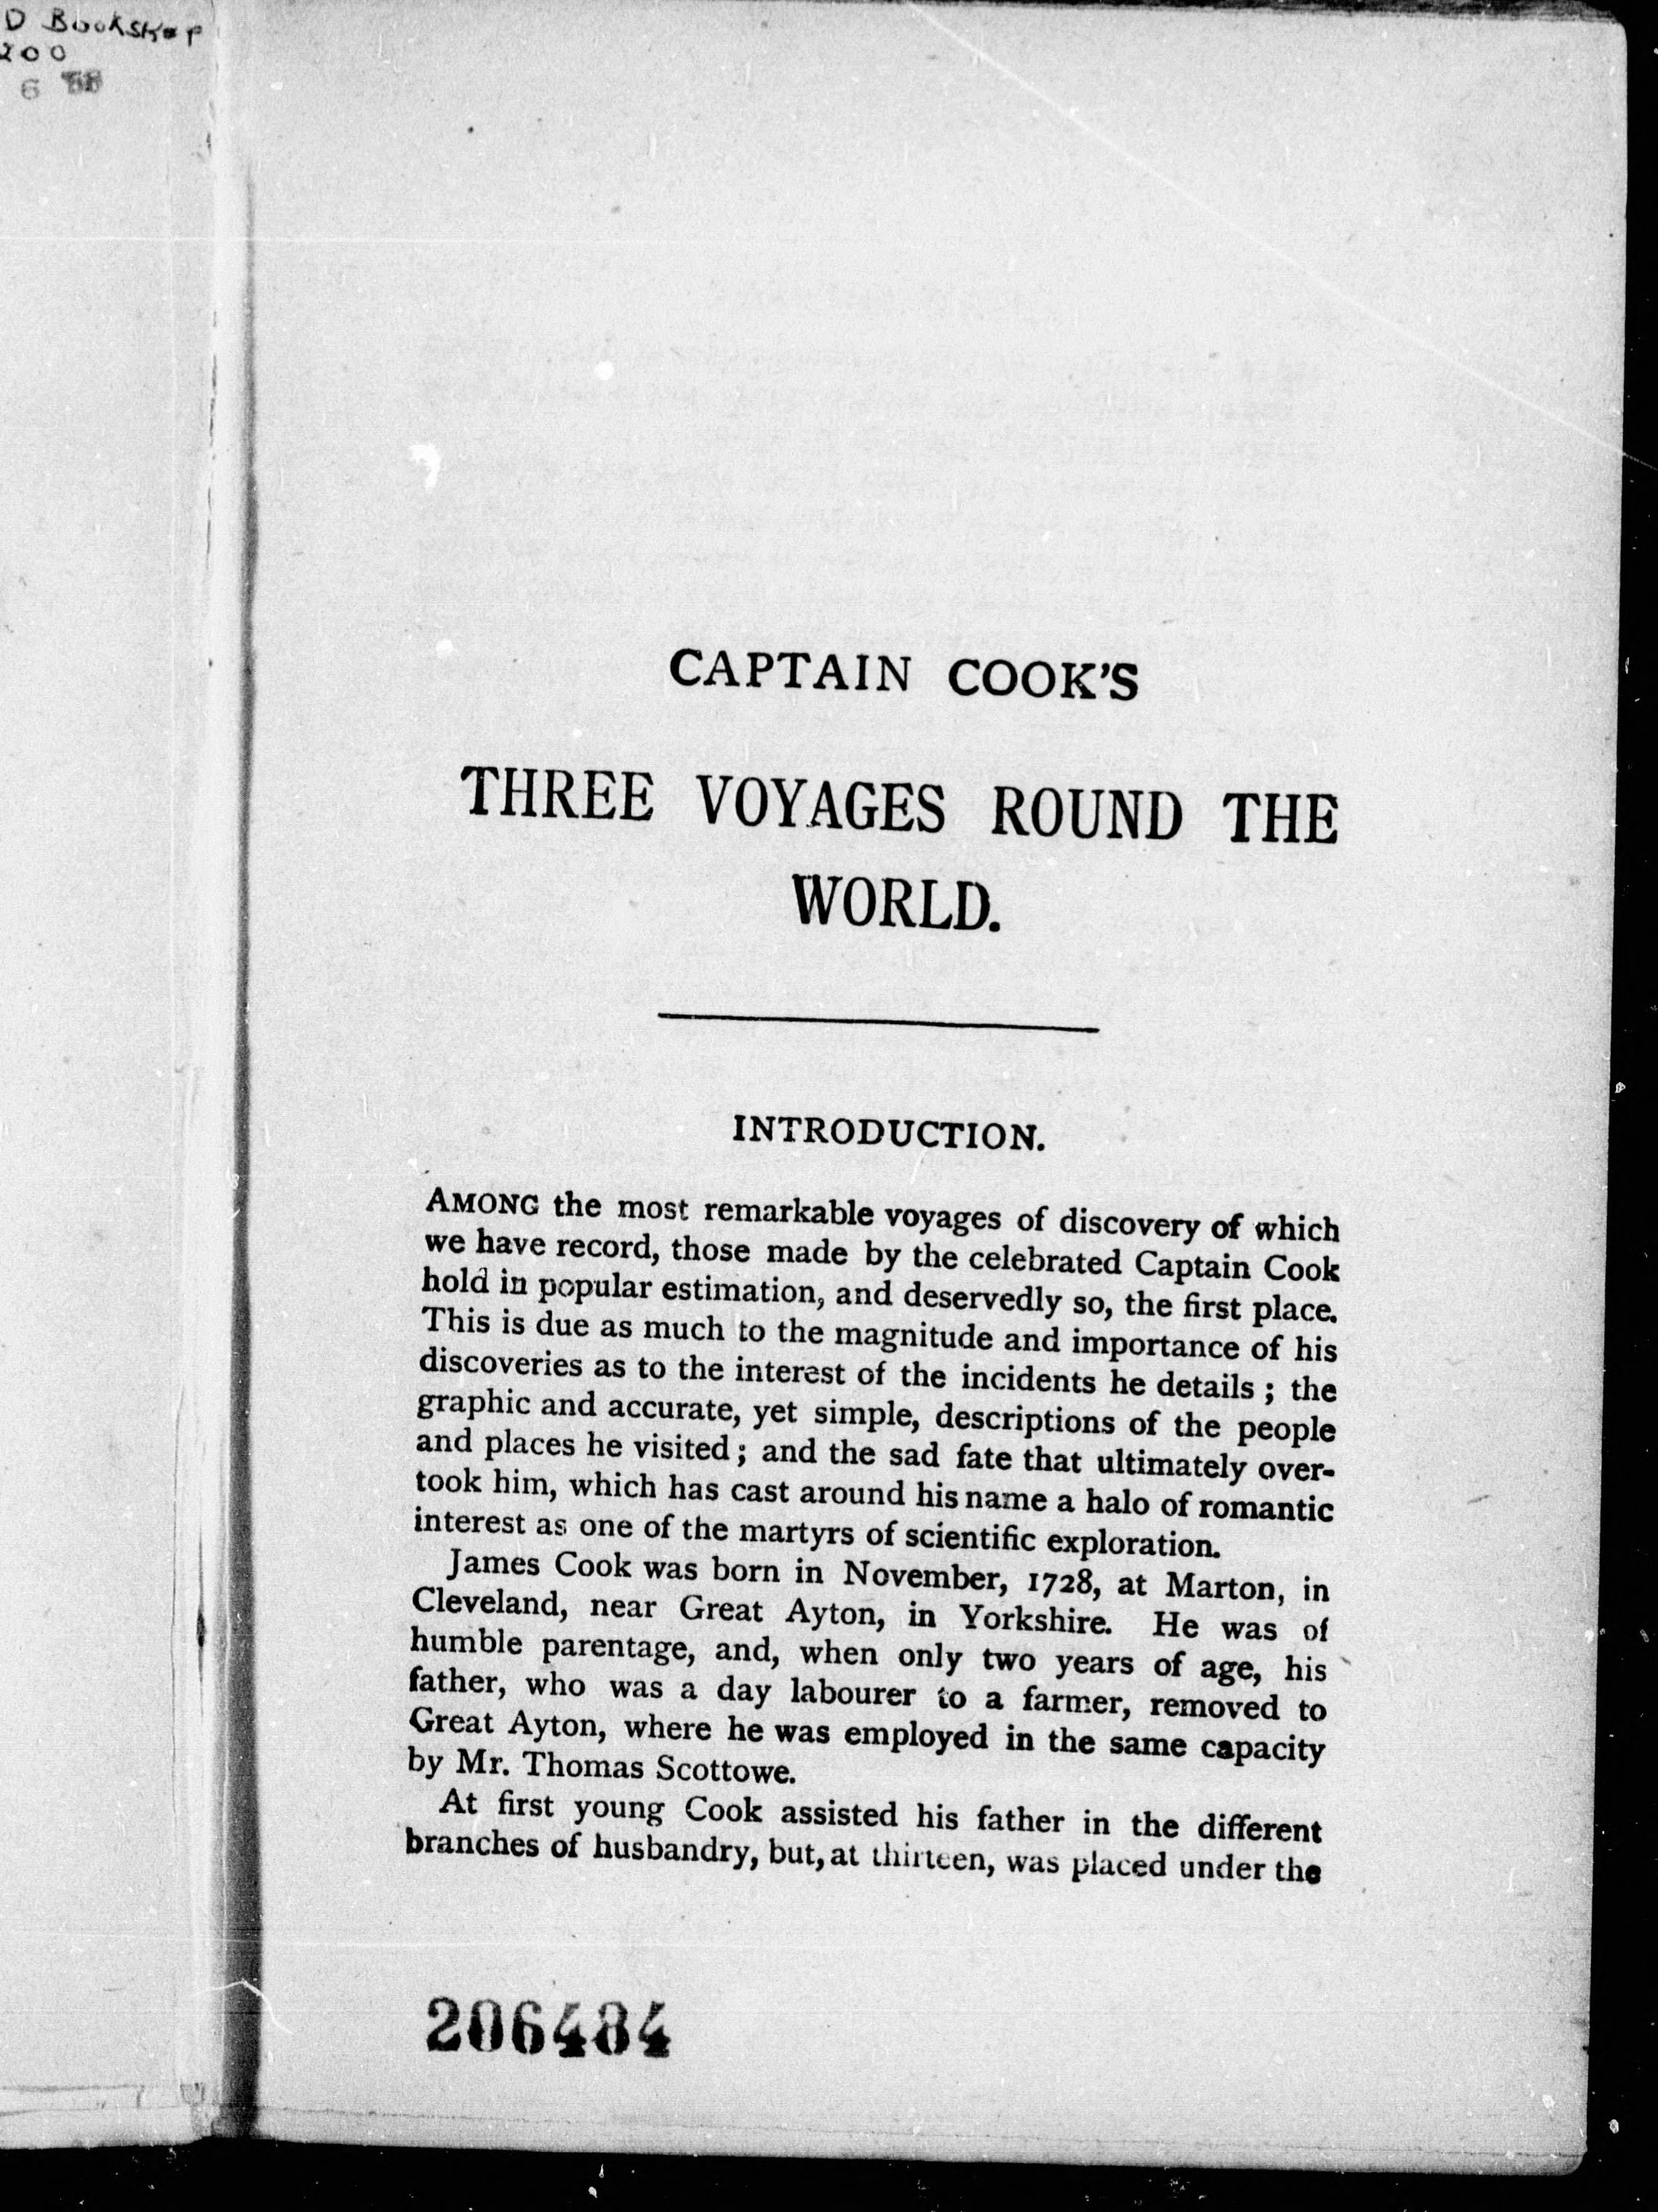 D Bookshop
200
6
CAPTAIN COOK'S
THREE VOYAGES ROUND THE
WORLD.
INTRODUCTION.
AMONG the most remarkable voyages of discovery of which
we have record, those made by the celebrated Captain Cook
hold in popular estimation, and deservedly so, the first place.
This is due as much to the magnitude and importance of his
discoveries as to the interest of the incidents he details ; the
graphic and accurate, yet simple, descriptions of the people
and places he visited ; and the sad fate that ultimately over-
took him, which has cast around his name a halo of romantic
interest as one of the martyrs of scientific exploration.
James Cook was born in November, 1728, at Marton, in
Cleveland, near Great Ayton, in Yorkshire. He was of
humble parentage, and, when only two years of age, his
father, who was a day labourer to a farmer, removed to
Great Ayton, where he was employed in the same capacity
by Mr. Thomas Scottowe.
At first young Cook assisted his father in the different
branches of husbandry, but, at thirteen, was placed under the
206484